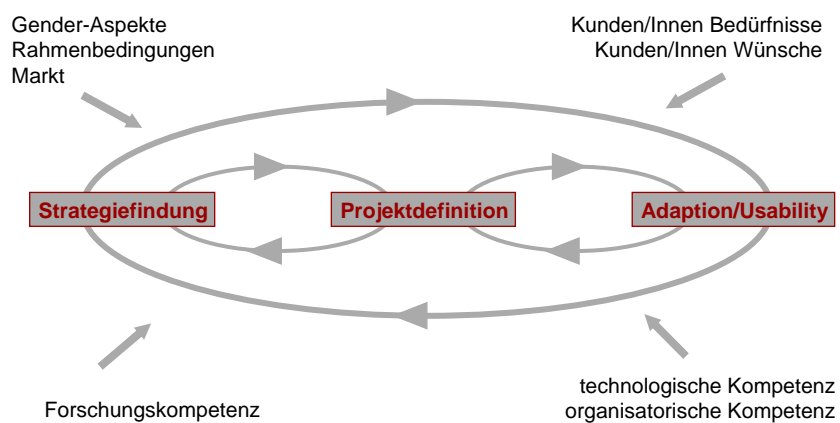 Gender-Aspekte
Rahmenbedingungen
Markt
Kunden/Innen Bedürfnisse
Kunden/Innen Wünsche
Strategiefindung
Projektdefinition
Adaption/Usability
Forschungskompetenz
technologische Kompetenz
organisatorische Kompetenz